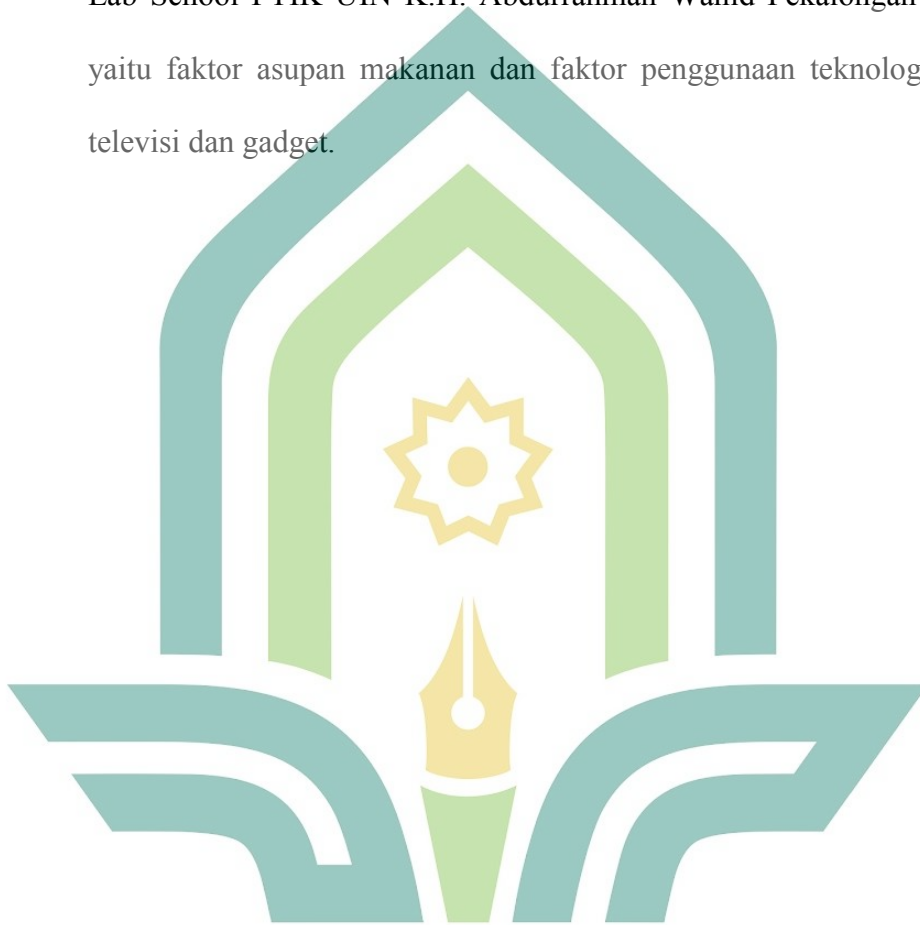 Lab School FTIK UIN K.H. Abdurrahman Wahid Pekalongan
yaitu faktor asupan makanan dan faktor penggunaan teknolog
televisi dan gadget.